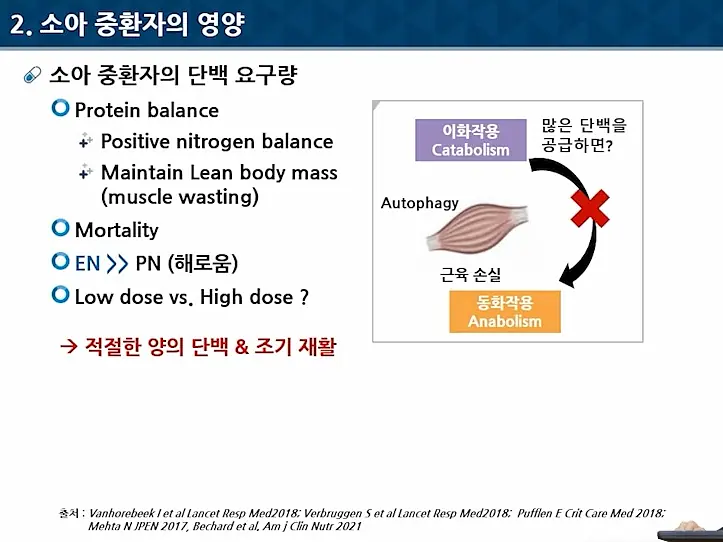 2. 소아 중환자의 영양
소아 중환자의 단백 요구량
Protein balance
Positive nitrogen balance
Maintain Lean body mass
(muscle wasting)
Mortality
EN >> PN (해로움)
Low dose vs. High dose ?
→ 적절한 양의 단백 & 조기 재활
이화작용
Catabolism
많은 단백을
공급하면?
Autophagy
근육 손실
동화작용
Anabolism
출처 : Vanhorebeek I et al Lancet Resp Med2018; Verbruggen S et al Lancet Resp Med2018; Pufflen E Crit Care Med 2018;
Mehta N JPEN 2017, Bechard et al, Am j Clin Nutr 2021